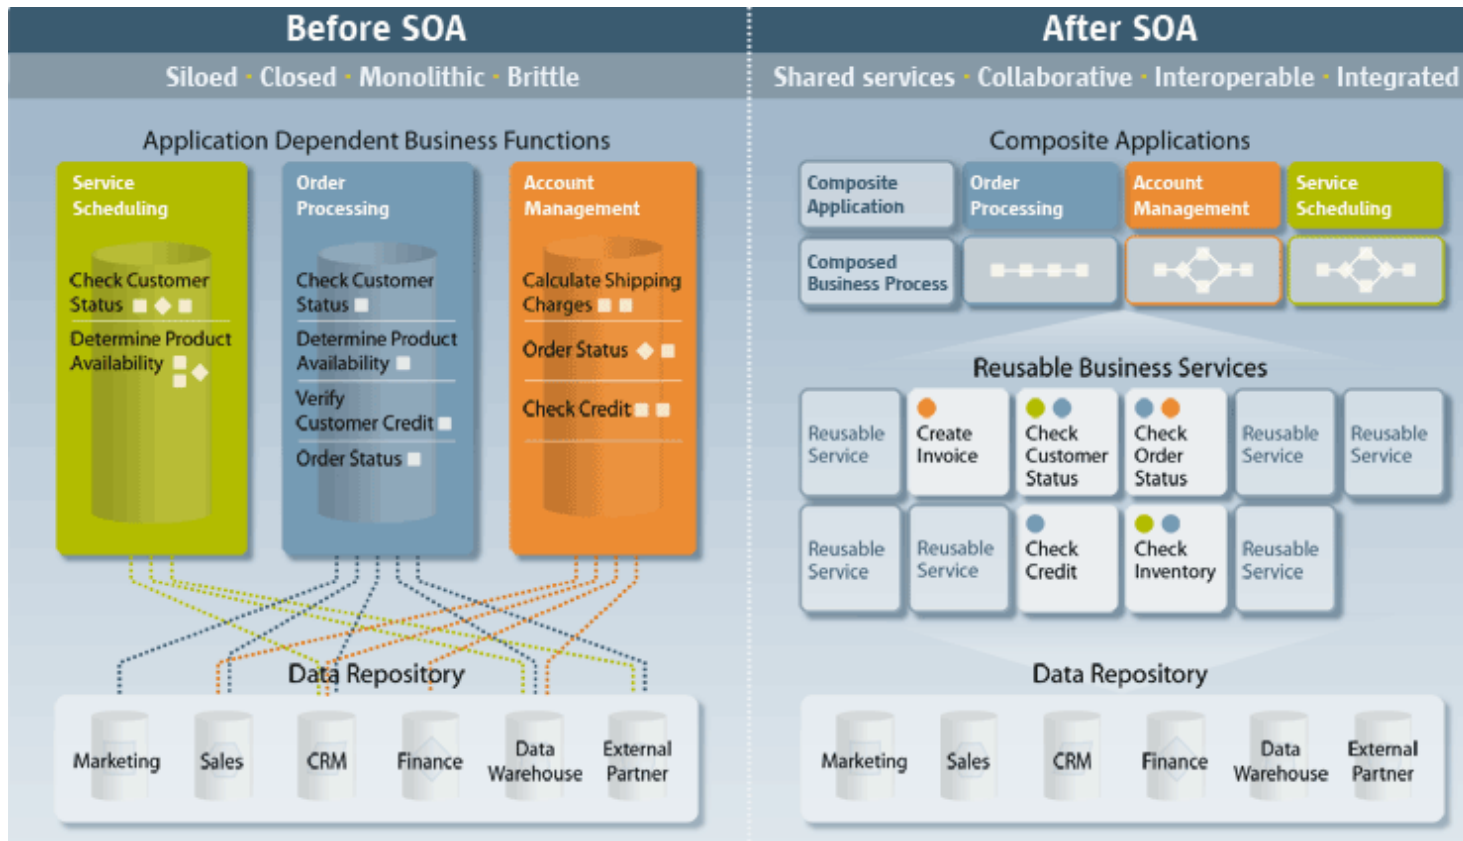 Before SOA
Siloed · Closed · Monolithic · Brittle
Application Dependent Business Functions
Service
Scheduling
Check Customer
Status
Determine Product
Availability
Order
Processing
Check Customer
Status
Determine Product
Availability
Verify
Customer Credit
Order Status
Account
Management
Calculate Shipping
Charges
Order Status
Check Credit
Data Repository
Marketing
Sales
CRM
Finance
Data
Warehouse
External
Partner
After SOA
Shared services · Collaborative · Interoperable · Integrated
Composite Applications
Composite
Application
Order
Processing
Account
Management
Service
Scheduling
Composed
Business Process
Reusable Business Services
Reusable
Service
Create
Invoice
Check
Customer
Status
Check
Order
Status
Reusable
Service
Reusable
Service
Reusable
Service
Reusable
Service
Check
Credit
Check
Inventory
Reusable
Service
Data Repository
Marketing
Sales
CRM
Finance
Data
Warehouse
External
Partner